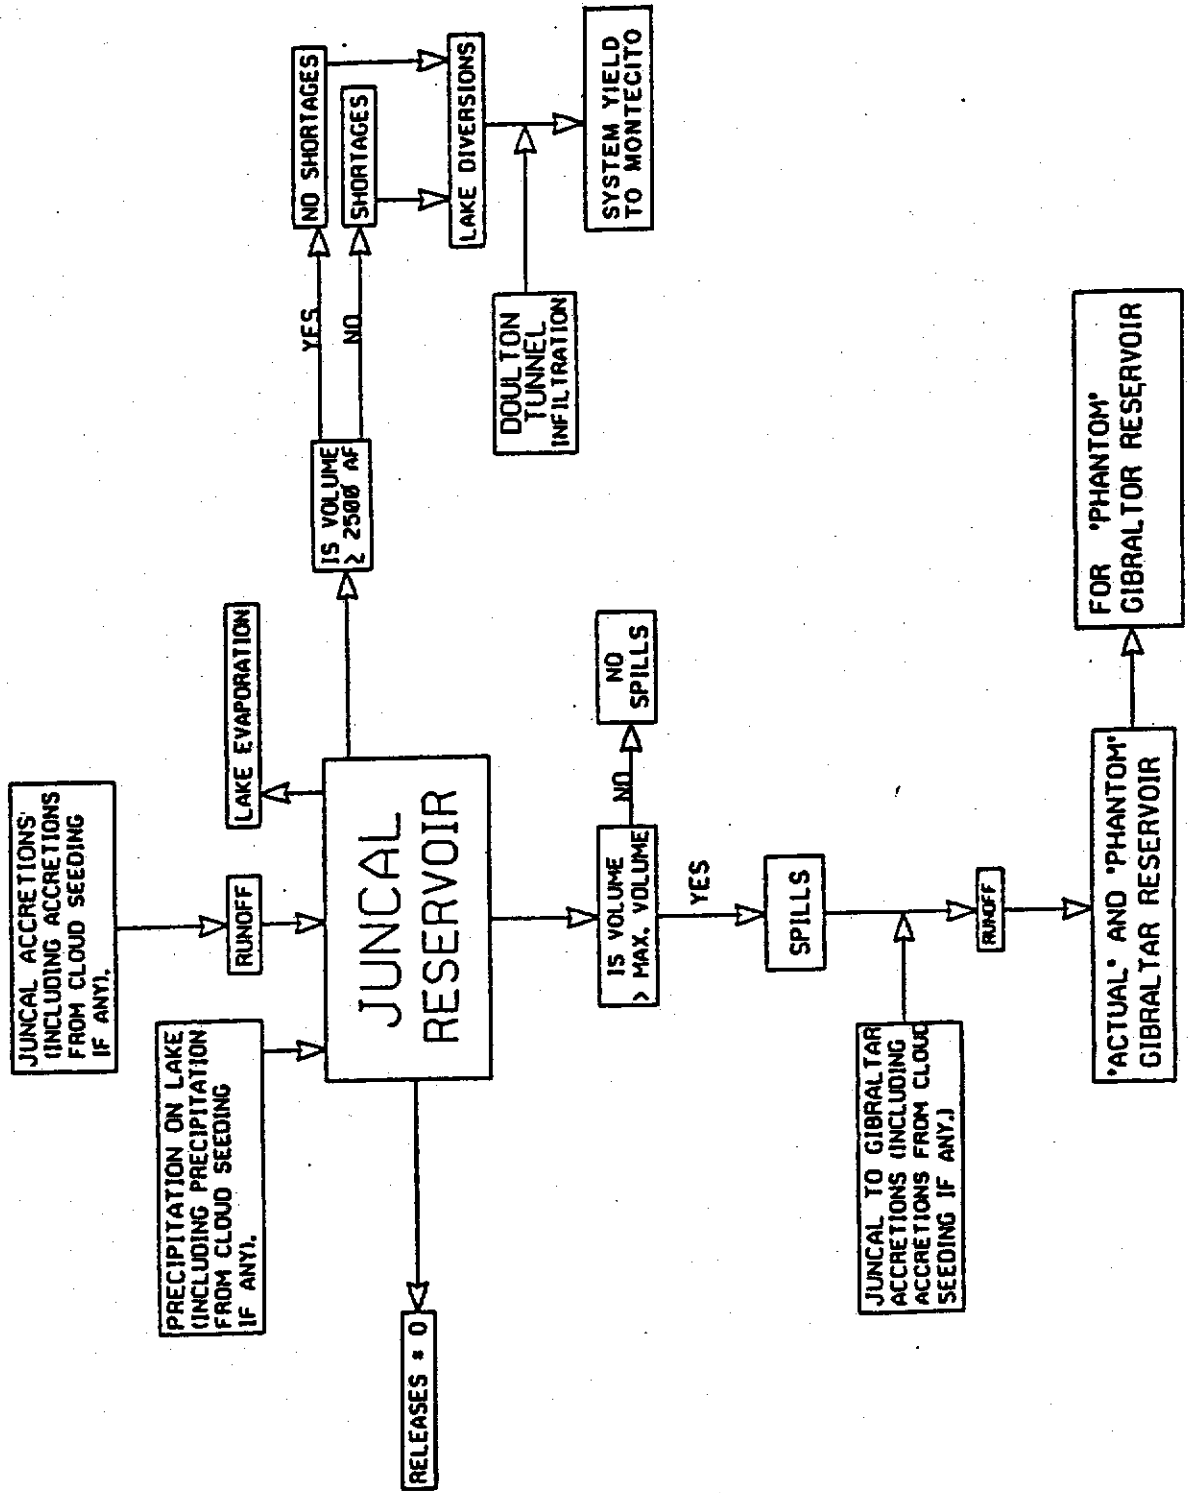 JUNCAL ACCRETIONS
(INCLUDING ACCRETIONS
FROM CLOUD SEEDING
IF ANY).
PRECIPITATION ON LAKE
(INCLUDING PRECIPITATION
FROM CLOUD SEEDING
IF ANY).
RUNOFF
LAKE EVAPORATION
JUNCAL
RESERVOIR
RELEASES = 0
IS VOLUME
≥ 2500 AF
YES
NO
NO SHORTAGES
SHORTAGES
LAKE DIVERSIONS
DOULTON
TUNNEL
INFILTRATION
SYSTEM YIELD
TO MONTECITO
IS VOLUME
> MAX. VOLUME
NO
NO
SPILLS
YES
SPILLS
JUNCAL TO GIBRALTAR
ACCRETIONS (INCLUDING
ACCRETIONS FROM CLOUD
SEEDING IF ANY.)
RUNOFF
"ACTUAL" AND "PHANTOM"
GIBRALTAR RESERVOIR
FOR "PHANTOM"
GIBRALTOR RESERVOIR